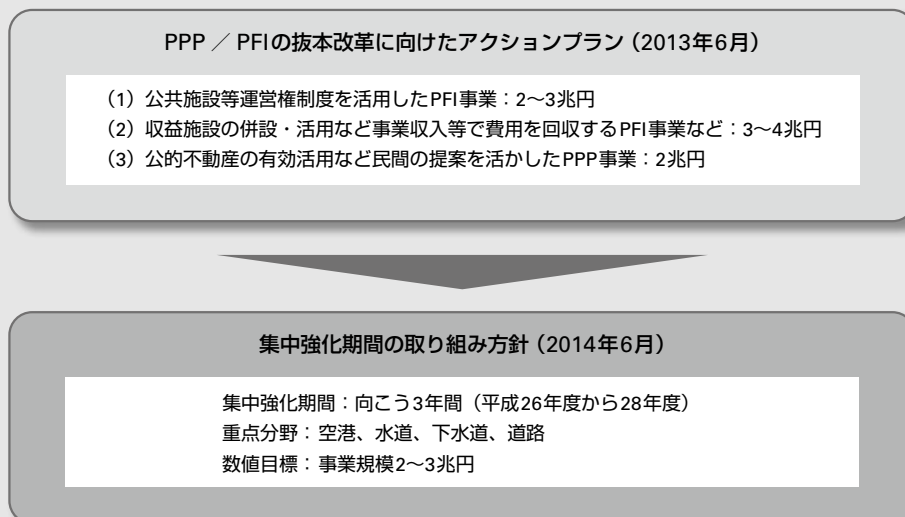 PPP ／ PFIの抜本改革に向けたアクションプラン（2013年6月）
（1）公共施設等運営権制度を活用したPFI事業：2～3兆円
（2）収益施設の併設・活用など事業収入等で費用を回収するPFI事業など：3～4兆円
（3）公的不動産の有効活用など民間の提案を活かしたPPP事業：2兆円
集中強化期間の取り組み方針（2014年6月）
集中強化期間：向こう3年間（平成26年度から28年度）
重点分野：空港、水道、下水道、道路
数値目標：事業規模2～3兆円